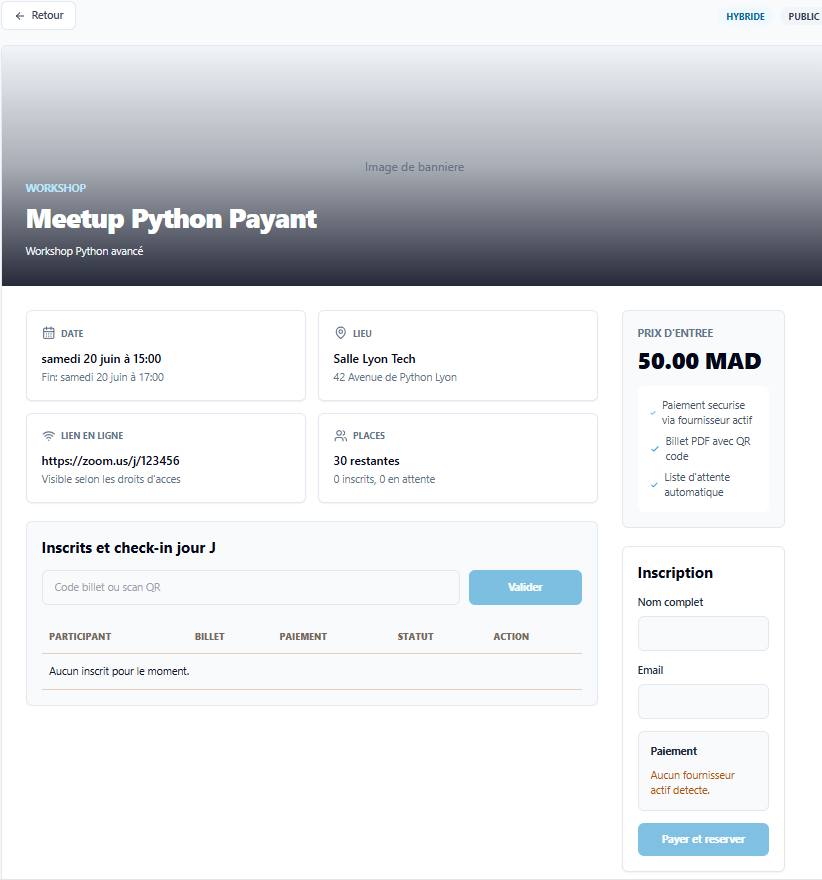 Retour
HYBRIDE PUBLIC
Image de banniere
WORKSHOP
Meetup Python Payant
Workshop Python avancé
DATE
samedi 20 juin à 15:00
Fin: samedi 20 juin à 17:00
LIEU
Salle Lyon Tech
42 Avenue de Python Lyon
LIEN EN LIGNE
https://zoom.us/j/123456
Visible selon les droits d'acces
PLACES
30 restantes
0 inscrits, 0 en attente
Inscrits et check-in jour J
Code billet ou scan QR
Valider
PARTICIPANT BILLET PAIEMENT STATUT ACTION
Aucun inscrit pour le moment.
PRIX D'ENTREE
50.00 MAD
Paiement securise
via fournisseur actif
Billet PDF avec QR
code
Liste d'attente
automatique
Inscription
Nom complet
Email
Paiement
Aucun fournisseur
actif detecte.
Payer et reserver